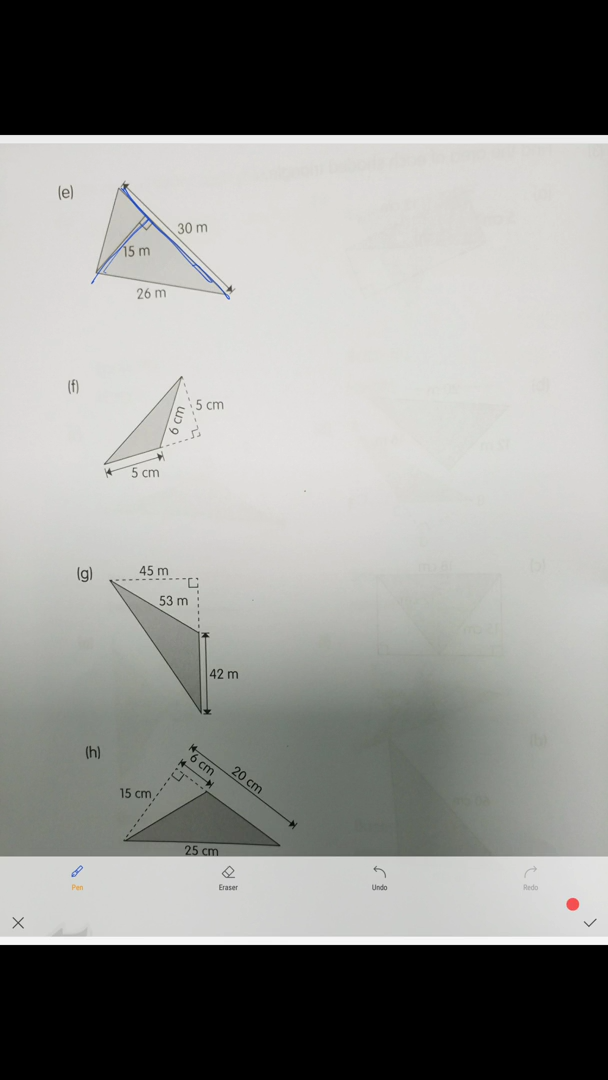 (e)
30 m
15 m
26 m
(f)
5 cm
6 cm
5 cm
(g)
45 m
53 m
42 m
(h)
6 cm
20 cm
15 cm
25 cm
Pen
Eraser
Undo
Redo